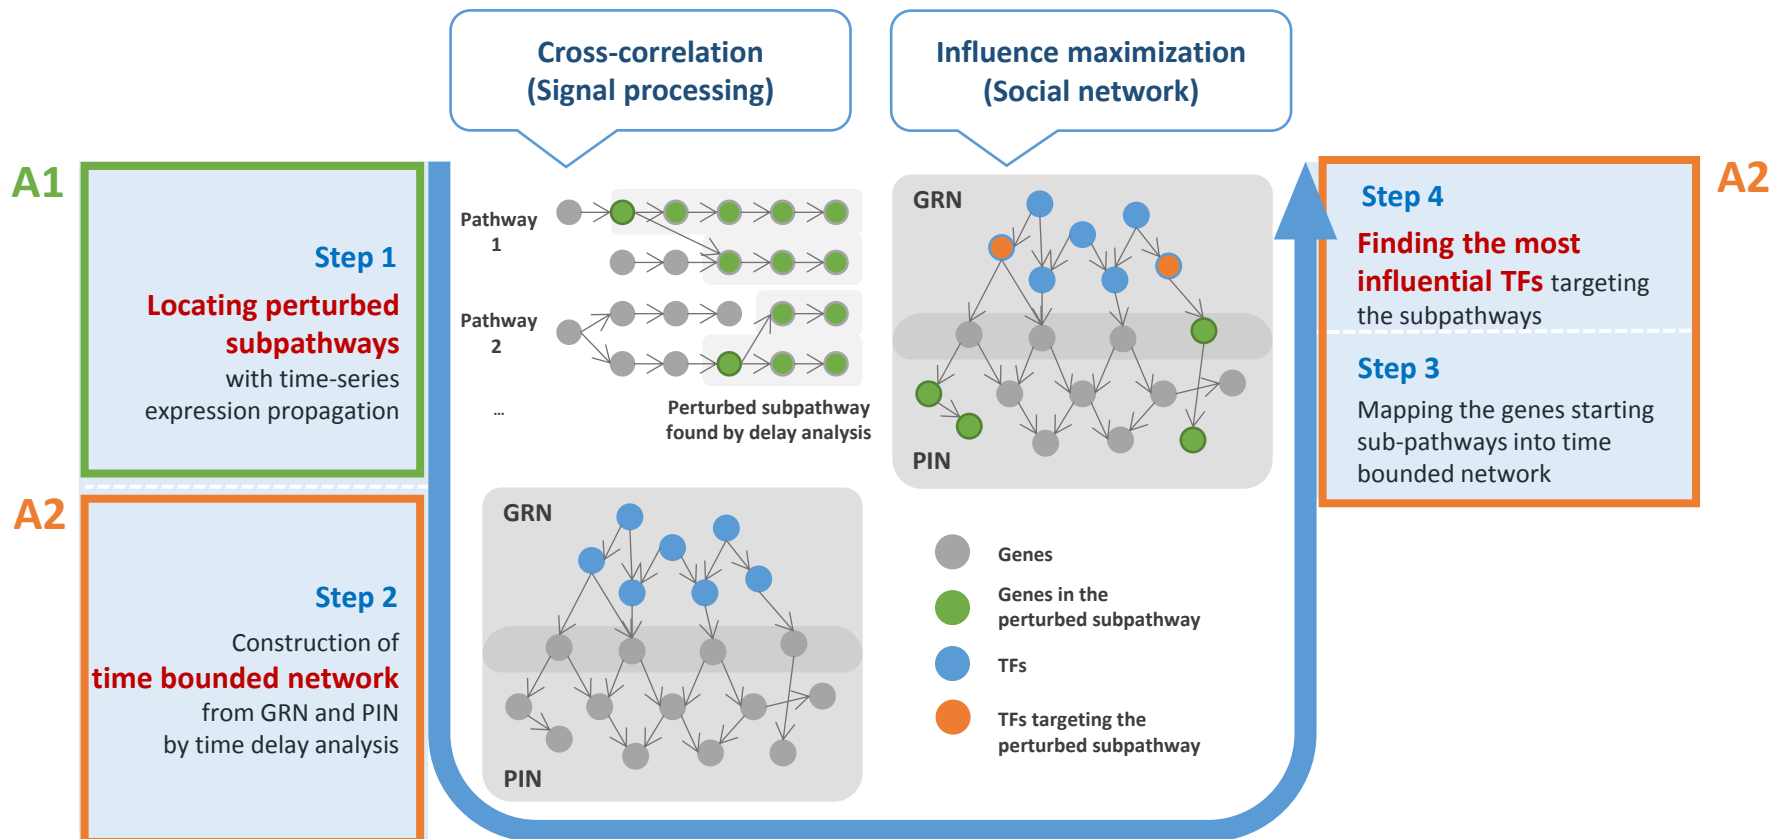 Cross-correlation
(Signal processing)
Influence maximization
(Social network)
A1
Step 1
Locating perturbed
subpathways
with time-series
expression propagation
A2
Step 2
Construction of
time bounded network
from GRN and PIN
by time delay analysis
Pathway
1
Pathway
2
...
Perturbed subpathway
found by delay analysis
GRN
PIN
GRN
PIN
Genes
Genes in the
perturbed subpathway
TFs
TFs targeting the
perturbed subpathway
A2
Step 4
Finding the most
influential TFs targeting
the subpathways
Step 3
Mapping the genes starting
sub-pathways into time
bounded network